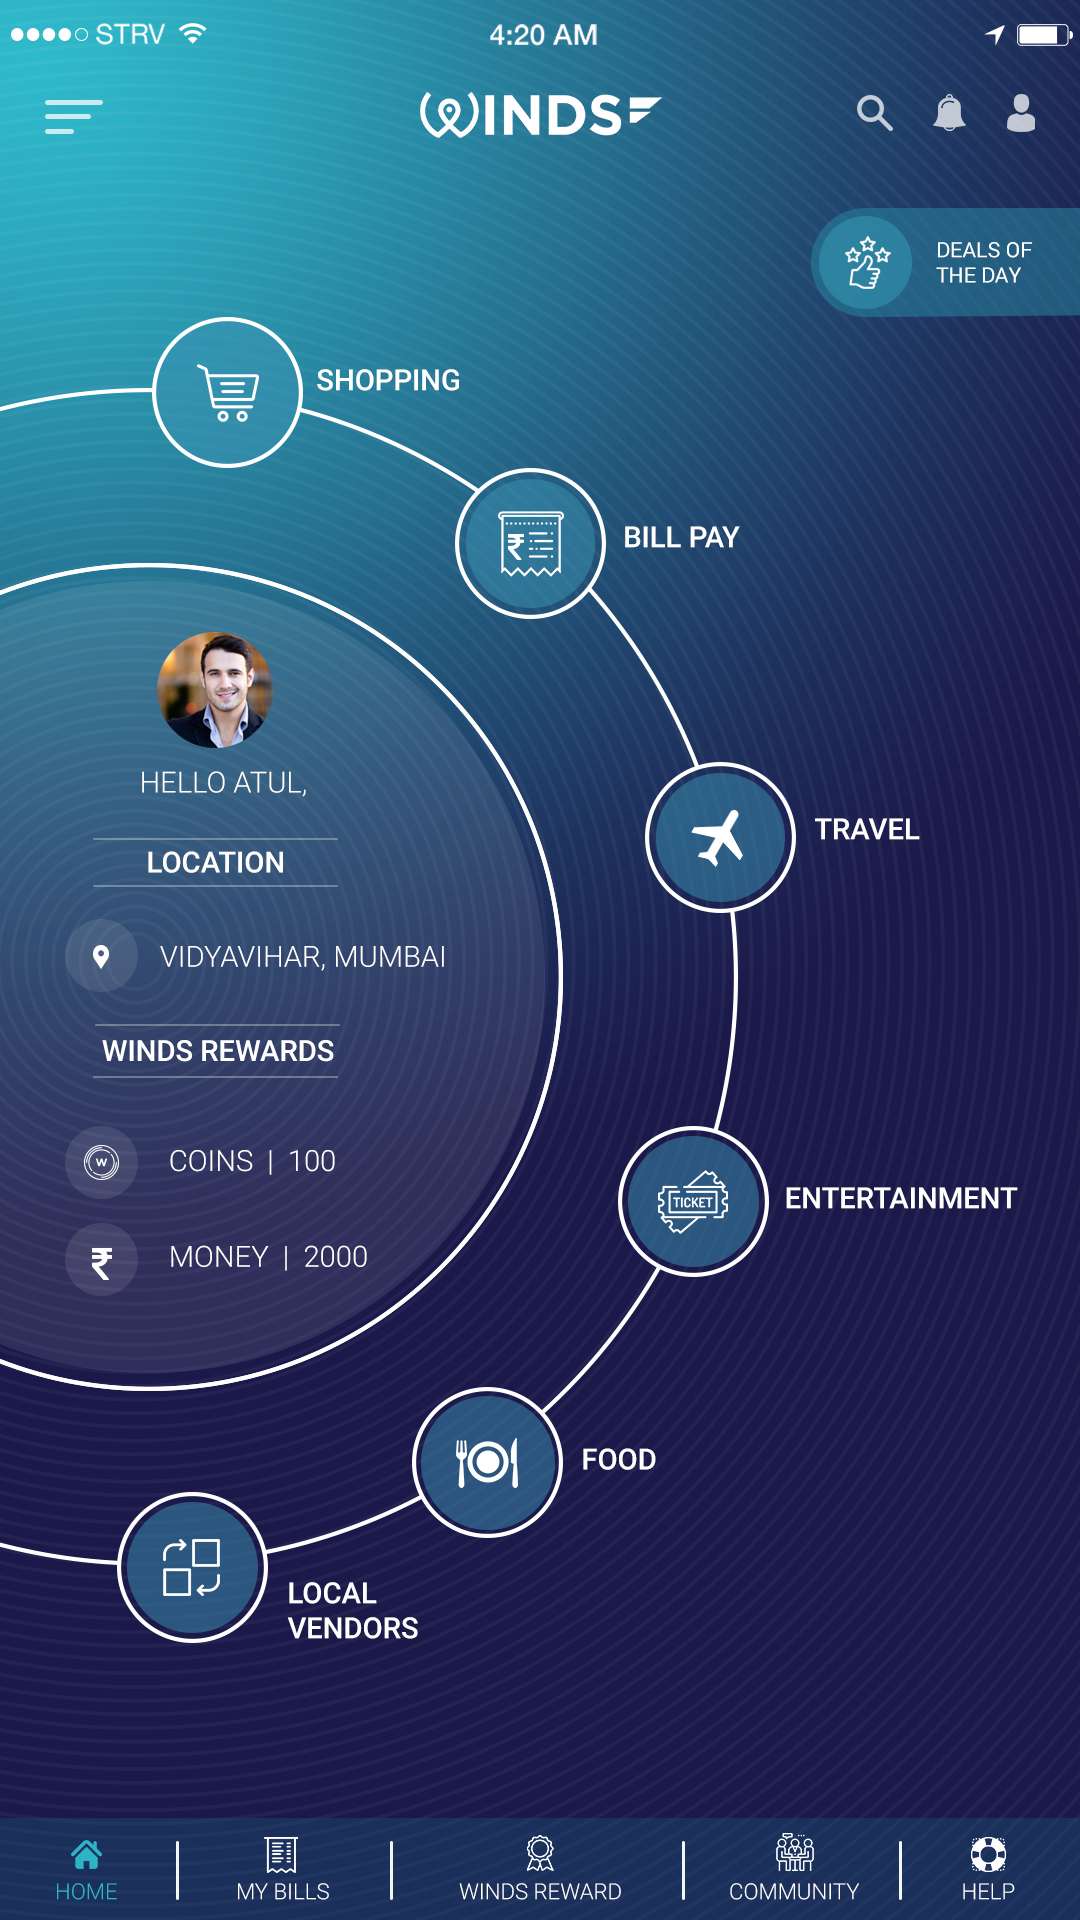 STRV
4:20 AM
WINDS
DEALS OF
THE DAY
SHOPPING
BILL PAY
HELLO ATUL,
TRAVEL
LOCATION
VIDYAVIHAR, MUMBAI
WINDS REWARDS
W
COINS | 100
TICKET
ENTERTAINMENT
₹
MONEY | 2000
FOOD
LOCAL
VENDORS
HOME
MY BILLS
WINDS REWARD
COMMUNITY
HELP